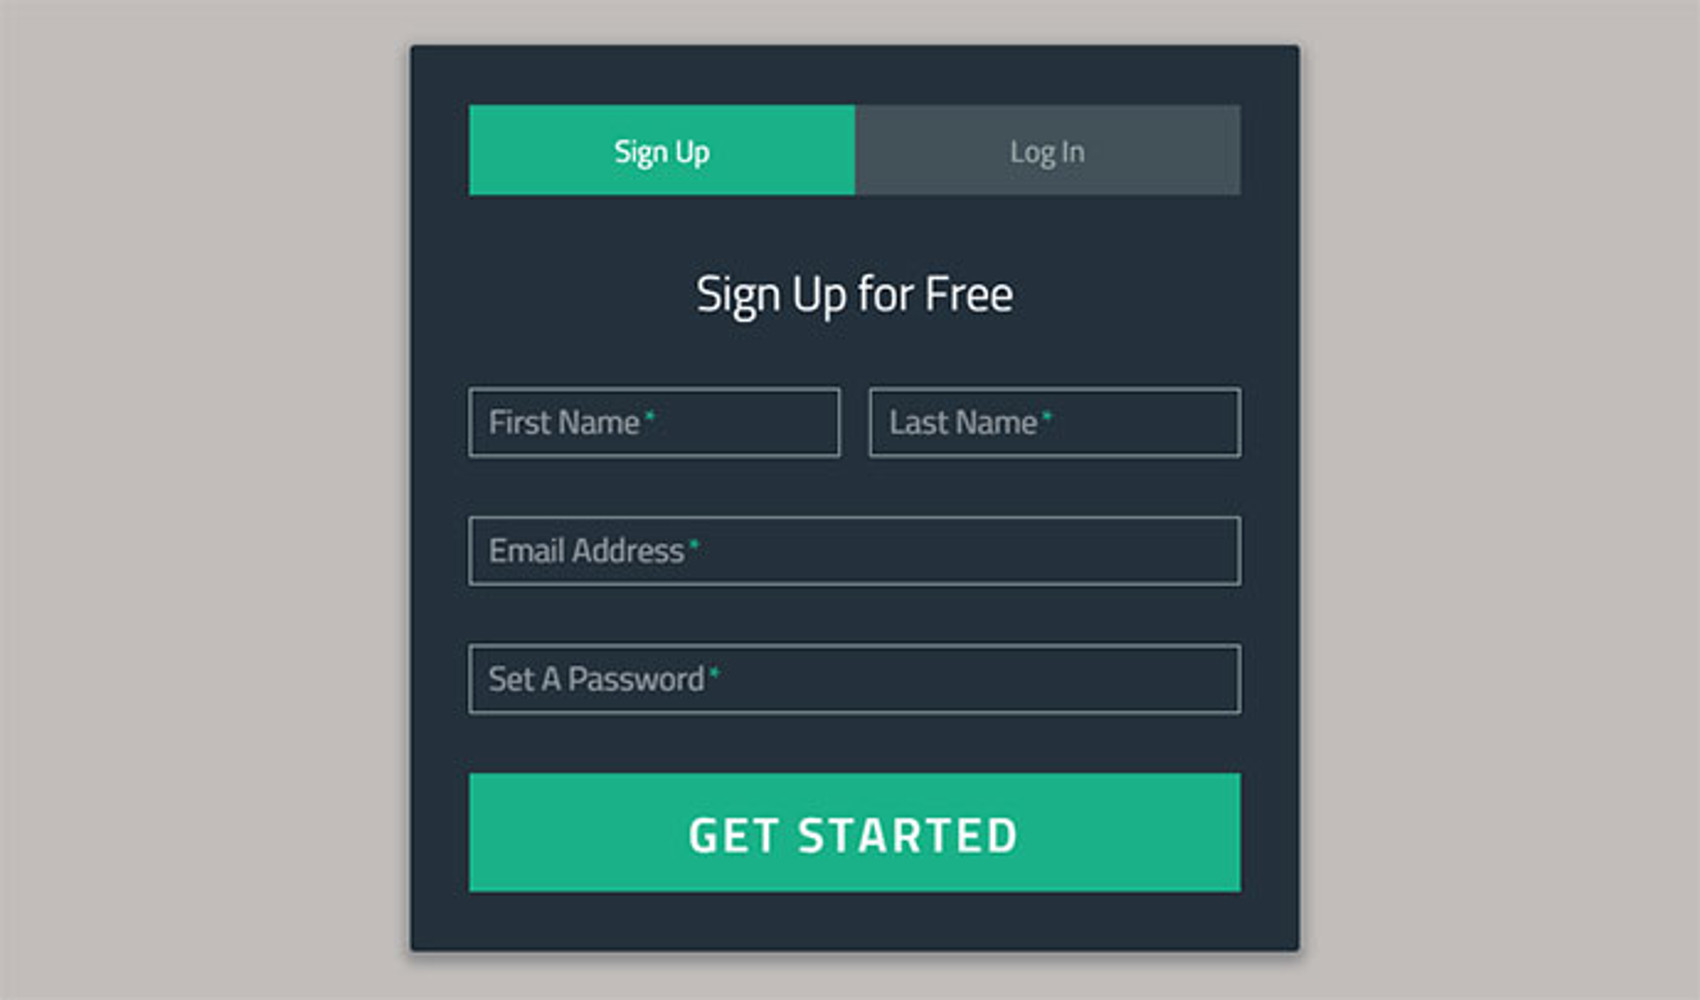 Sign Up Log In
Sign Up for Free
First Name* Last Name*
Email Address*
Set A Password*
GET STARTED